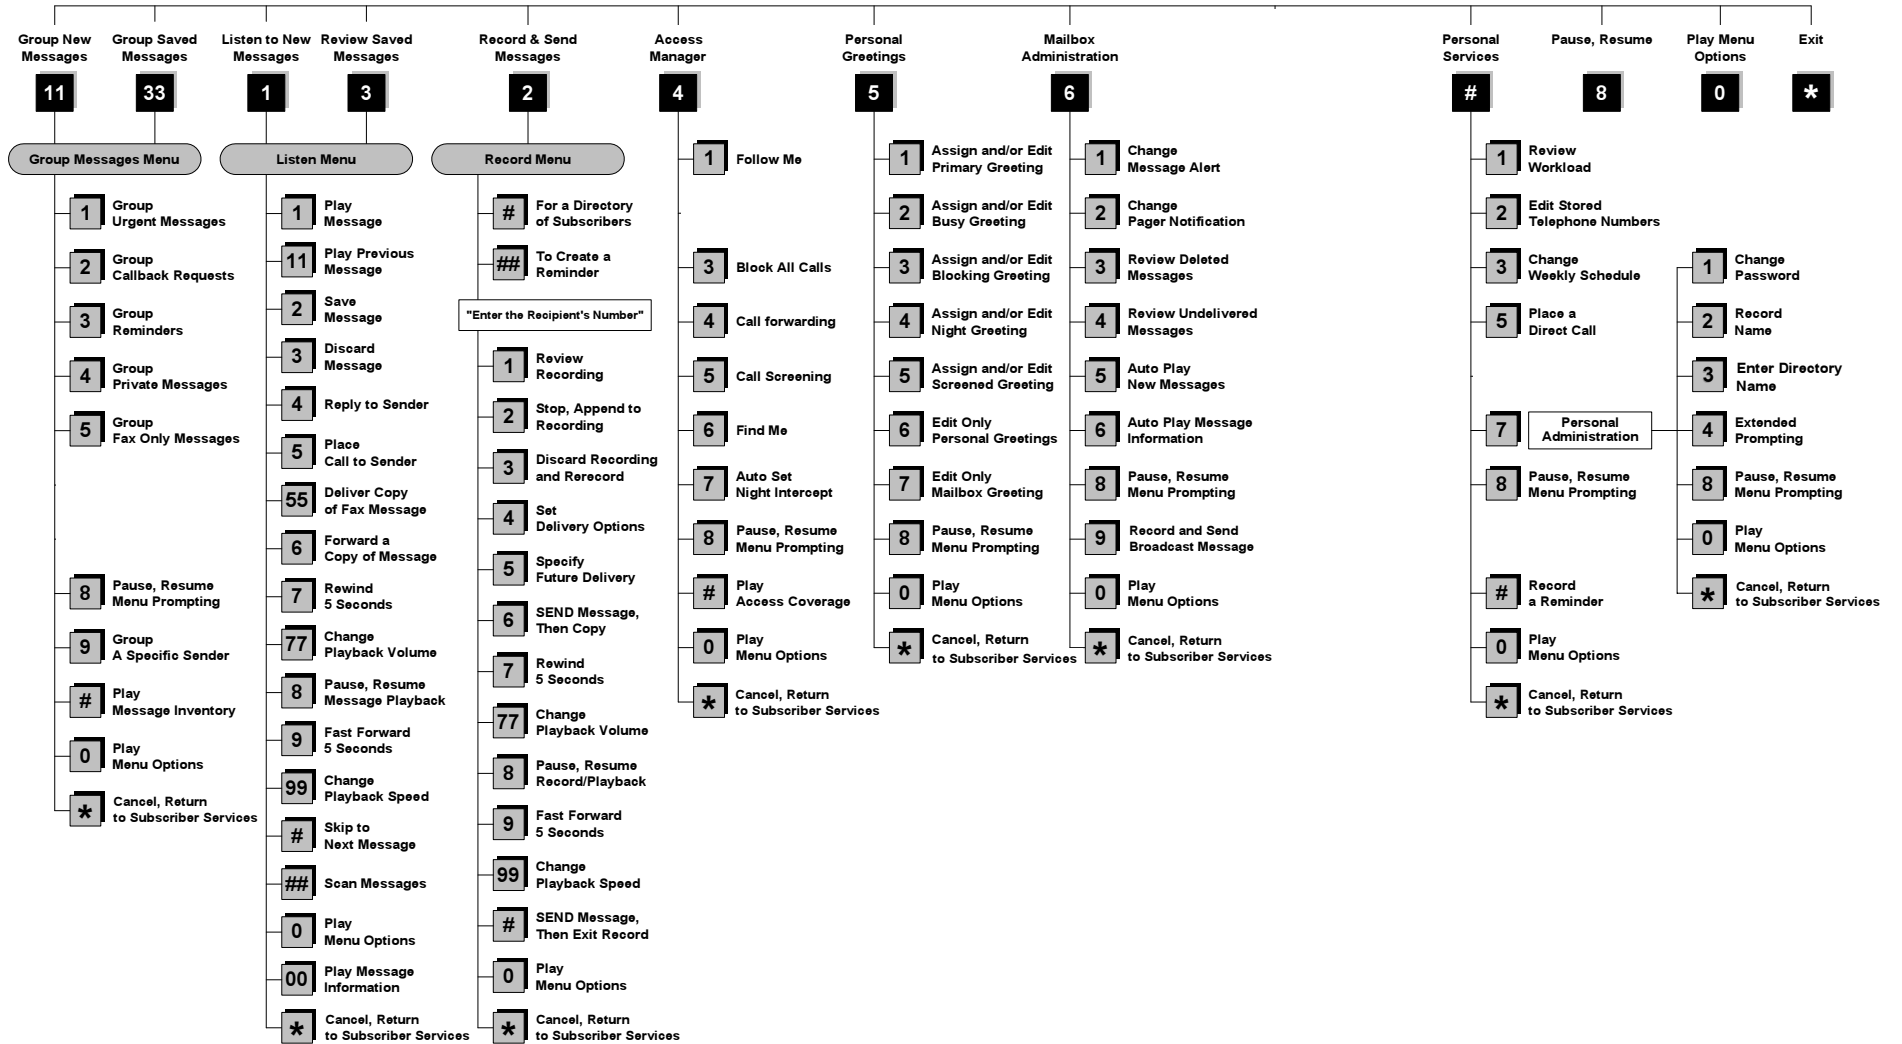 Group New
Messages
11
Group Saved
Messages
33
Listen to New
Messages
1
Review Saved
Messages
3
Record & Send
Messages
2
Access
Manager
4
Personal
Greetings
5
Mailbox
Administration
6
Personal
Services
#
Pause, Resume
8
Play Menu
Options
0
Exit
*
Group Messages Menu
1
Group
Urgent Messages
2
Group
Callback Requests
3
Group
Reminders
4
Group
Private Messages
5
Group
Fax Only Messages
8
Pause, Resume
Menu Prompting
9
Group
A Specific Sender
#
Play
Message Inventory
0
Play
Menu Options
*
Cancel, Return
to Subscriber Services
Listen Menu
1
Play
Message
11
Play Previous
Message
2
Save
Message
3
Discard
Message
4
Reply to Sender
5
Place
Call to Sender
55
Deliver Copy
of Fax Message
6
Forward a
Copy of Message
7
Rewind
5 Seconds
77
Change
Playback Volume
8
Pause, Resume
Message Playback
9
Fast Forward
5 Seconds
99
Change
Playback Speed
#
Skip to
Next Message
##
Scan Messages
0
Play
Menu Options
00
Play Message
Information
*
Cancel, Return
to Subscriber Services
Record Menu
#
For a Directory
of Subscribers
##
To Create a
Reminder
"Enter the Recipient's Number"
1
Review
Recording
2
Stop, Append to
Recording
3
Discard Recording
and Rerecord
4
Set
Delivery Options
5
Specify
Future Delivery
6
SEND Message,
Then Copy
7
Rewind
5 Seconds
77
Change
Playback Volume
8
Pause, Resume
Record/Playback
9
Fast Forward
5 Seconds
99
Change
Playback Speed
#
SEND Message,
Then Exit Record
0
Play
Menu Options
*
Cancel, Return
to Subscriber Services
1
Follow Me
3
Block All Calls
4
Call forwarding
5
Call Screening
6
Find Me
7
Auto Set
Night Intercept
8
Pause, Resume
Menu Prompting
#
Play
Access Coverage
0
Play
Menu Options
*
Cancel, Return
to Subscriber Services
1
Assign and/or Edit
Primary Greeting
2
Assign and/or Edit
Busy Greeting
3
Assign and/or Edit
Blocking Greeting
4
Assign and/or Edit
Night Greeting
5
Assign and/or Edit
Screened Greeting
6
Edit Only
Personal Greetings
7
Edit Only
Mailbox Greeting
8
Pause, Resume
Menu Prompting
0
Play
Menu Options
*
Cancel, Return
to Subscriber Services
1
Change
Message Alert
2
Change
Pager Notification
3
Review Deleted
Messages
4
Review Undelivered
Messages
5
Auto Play
New Messages
6
Auto Play Message
Information
8
Pause, Resume
Menu Prompting
9
Record and Send
Broadcast Message
0
Play
Menu Options
*
Cancel, Return
to Subscriber Services
1
Review
Workload
2
Edit Stored
Telephone Numbers
3
Change
Weekly Schedule
5
Place a
Direct Call
7
Personal
Administration
8
Pause, Resume
Menu Prompting
#
Record
a Reminder
0
Play
Menu Options
*
Cancel, Return
to Subscriber Services
1
Change
Password
2
Record
Name
3
Enter Directory
Name
4
Extended
Prompting
8
Pause, Resume
Menu Prompting
0
Play
Menu Options
*
Cancel, Return
to Subscriber Services